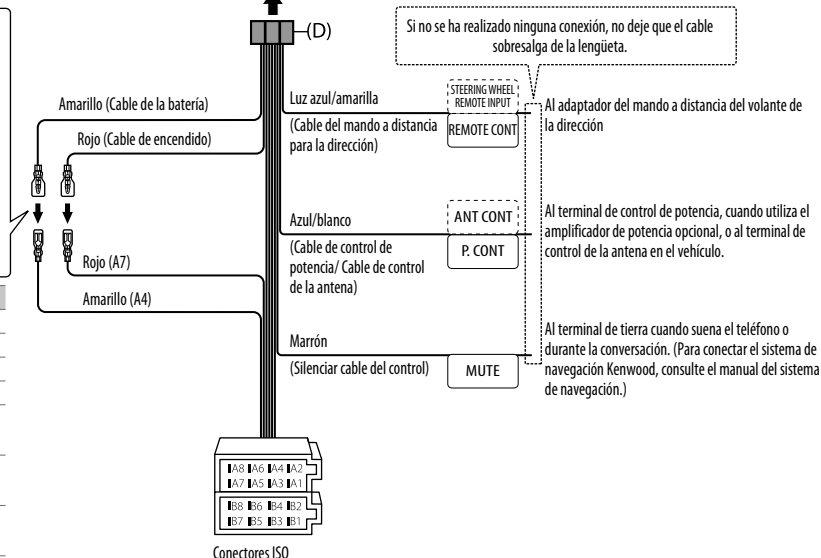 (D)
Si no se ha realizado ninguna conexión, no deje que el cable
sobresalga de la lengüeta.
Amarillo (Cable de la batería)
Rojo (Cable de encendido)
Luz azul/amarilla
(Cable del mando a distancia
para la dirección)
STEERING WHEEL
REMOTE INPUT
REMOTE CONT
Al adaptador del mando a distancia del volante de
la dirección
Azul/blanco
(Cable de control de
potencia/ Cable de control
de la antena)
ANT CONT
P. CONT
Al terminal de control de potencia, cuando utiliza el
amplificador de potencia opcional, o al terminal de
control de la antena en el vehículo.
Rojo (A7)
Amarillo (A4)
Marrón
(Silenciar cable del control)
MUTE
Al terminal de tierra cuando suena el teléfono o
durante la conversación. (Para conectar el sistema de
navegación Kenwood, consulte el manual del sistema
de navegación.)
A8 A6 A4 A2
A7 A5 A3 A1
B8 B6 B4 B2
B7 B5 B3 B1
Conectores ISO